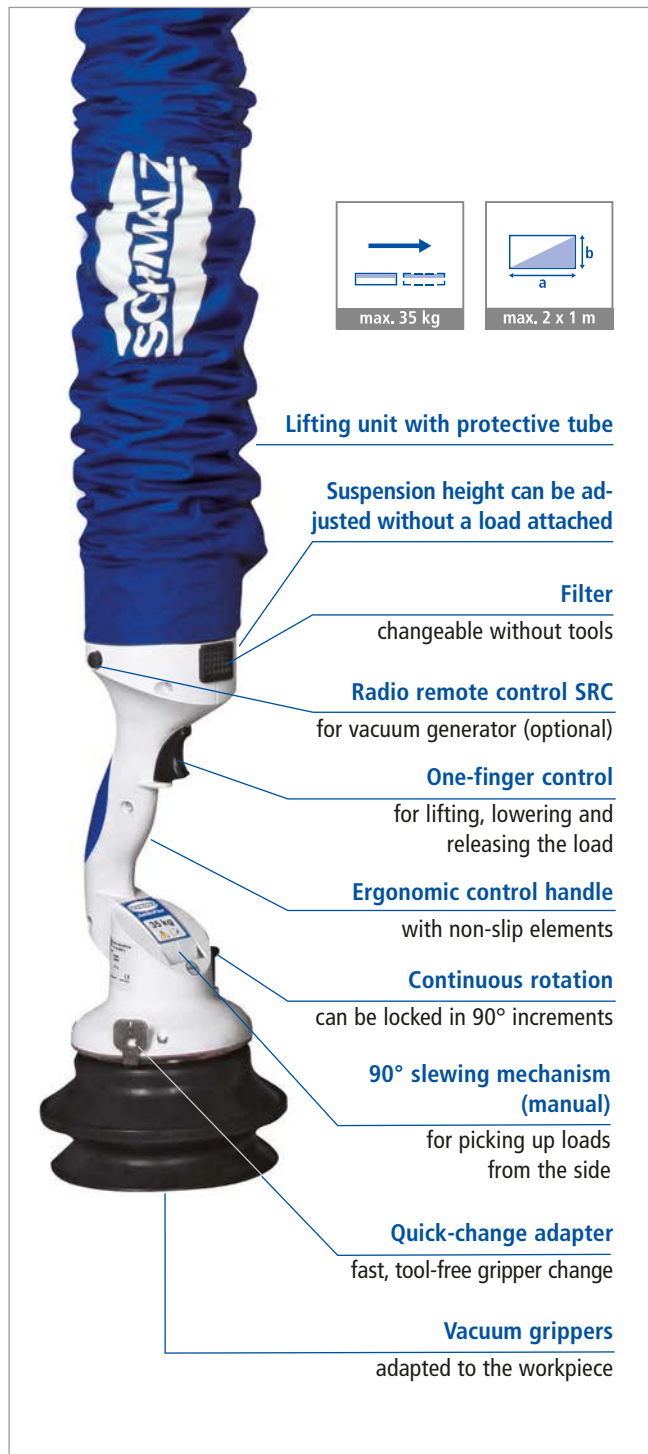 SCHMALZ
max. 35 kg
b
a
max. 2 x 1 m
Lifting unit with protective tube
Suspension height can be ad-
justed without a load attached
Filter
changeable without tools
Radio remote control SRC
for vacuum generator (optional)
One-finger control
for lifting, lowering and
releasing the load
Ergonomic control handle
with non-slip elements
35 kg
Continuous rotation
can be locked in 90° increments
90° slewing mechanism
(manual)
for picking up loads
from the side
Quick-change adapter
fast, tool-free gripper change
Vacuum grippers
adapted to the workpiece